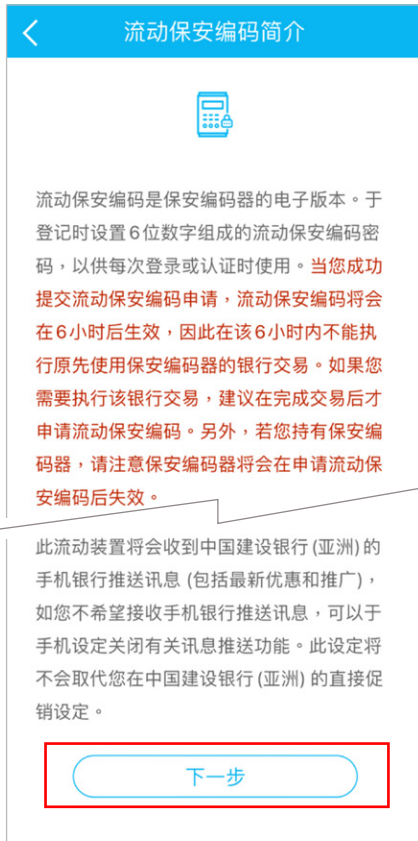 流动保安编码简介
流动保安编码是保安编码器的电子版本。于
登记时设置6位数字组成的流动保安编码密
码，以供每次登录或认证时使用。当您成功
提交流动保安编码申请，流动保安编码将会
在6小时后生效，因此在该6小时内不能执
行原先使用保安编码器的银行交易。如果您
需要执行该银行交易，建议在完成交易后才
申请流动保安编码。另外，若您持有保安编
码器，请注意保安编码器将会在申请流动保
安编码后失效。
此流动装置将会收到中国建设银行(亚洲)的
手机银行推送讯息 (包括最新优惠和推广)，
如您不希望接收手机银行推送讯息，可以于
手机设定关闭有关讯息推送功能。此设定将
不会取代您在中国建设银行(亚洲) 的直接促
销设定。
下一步